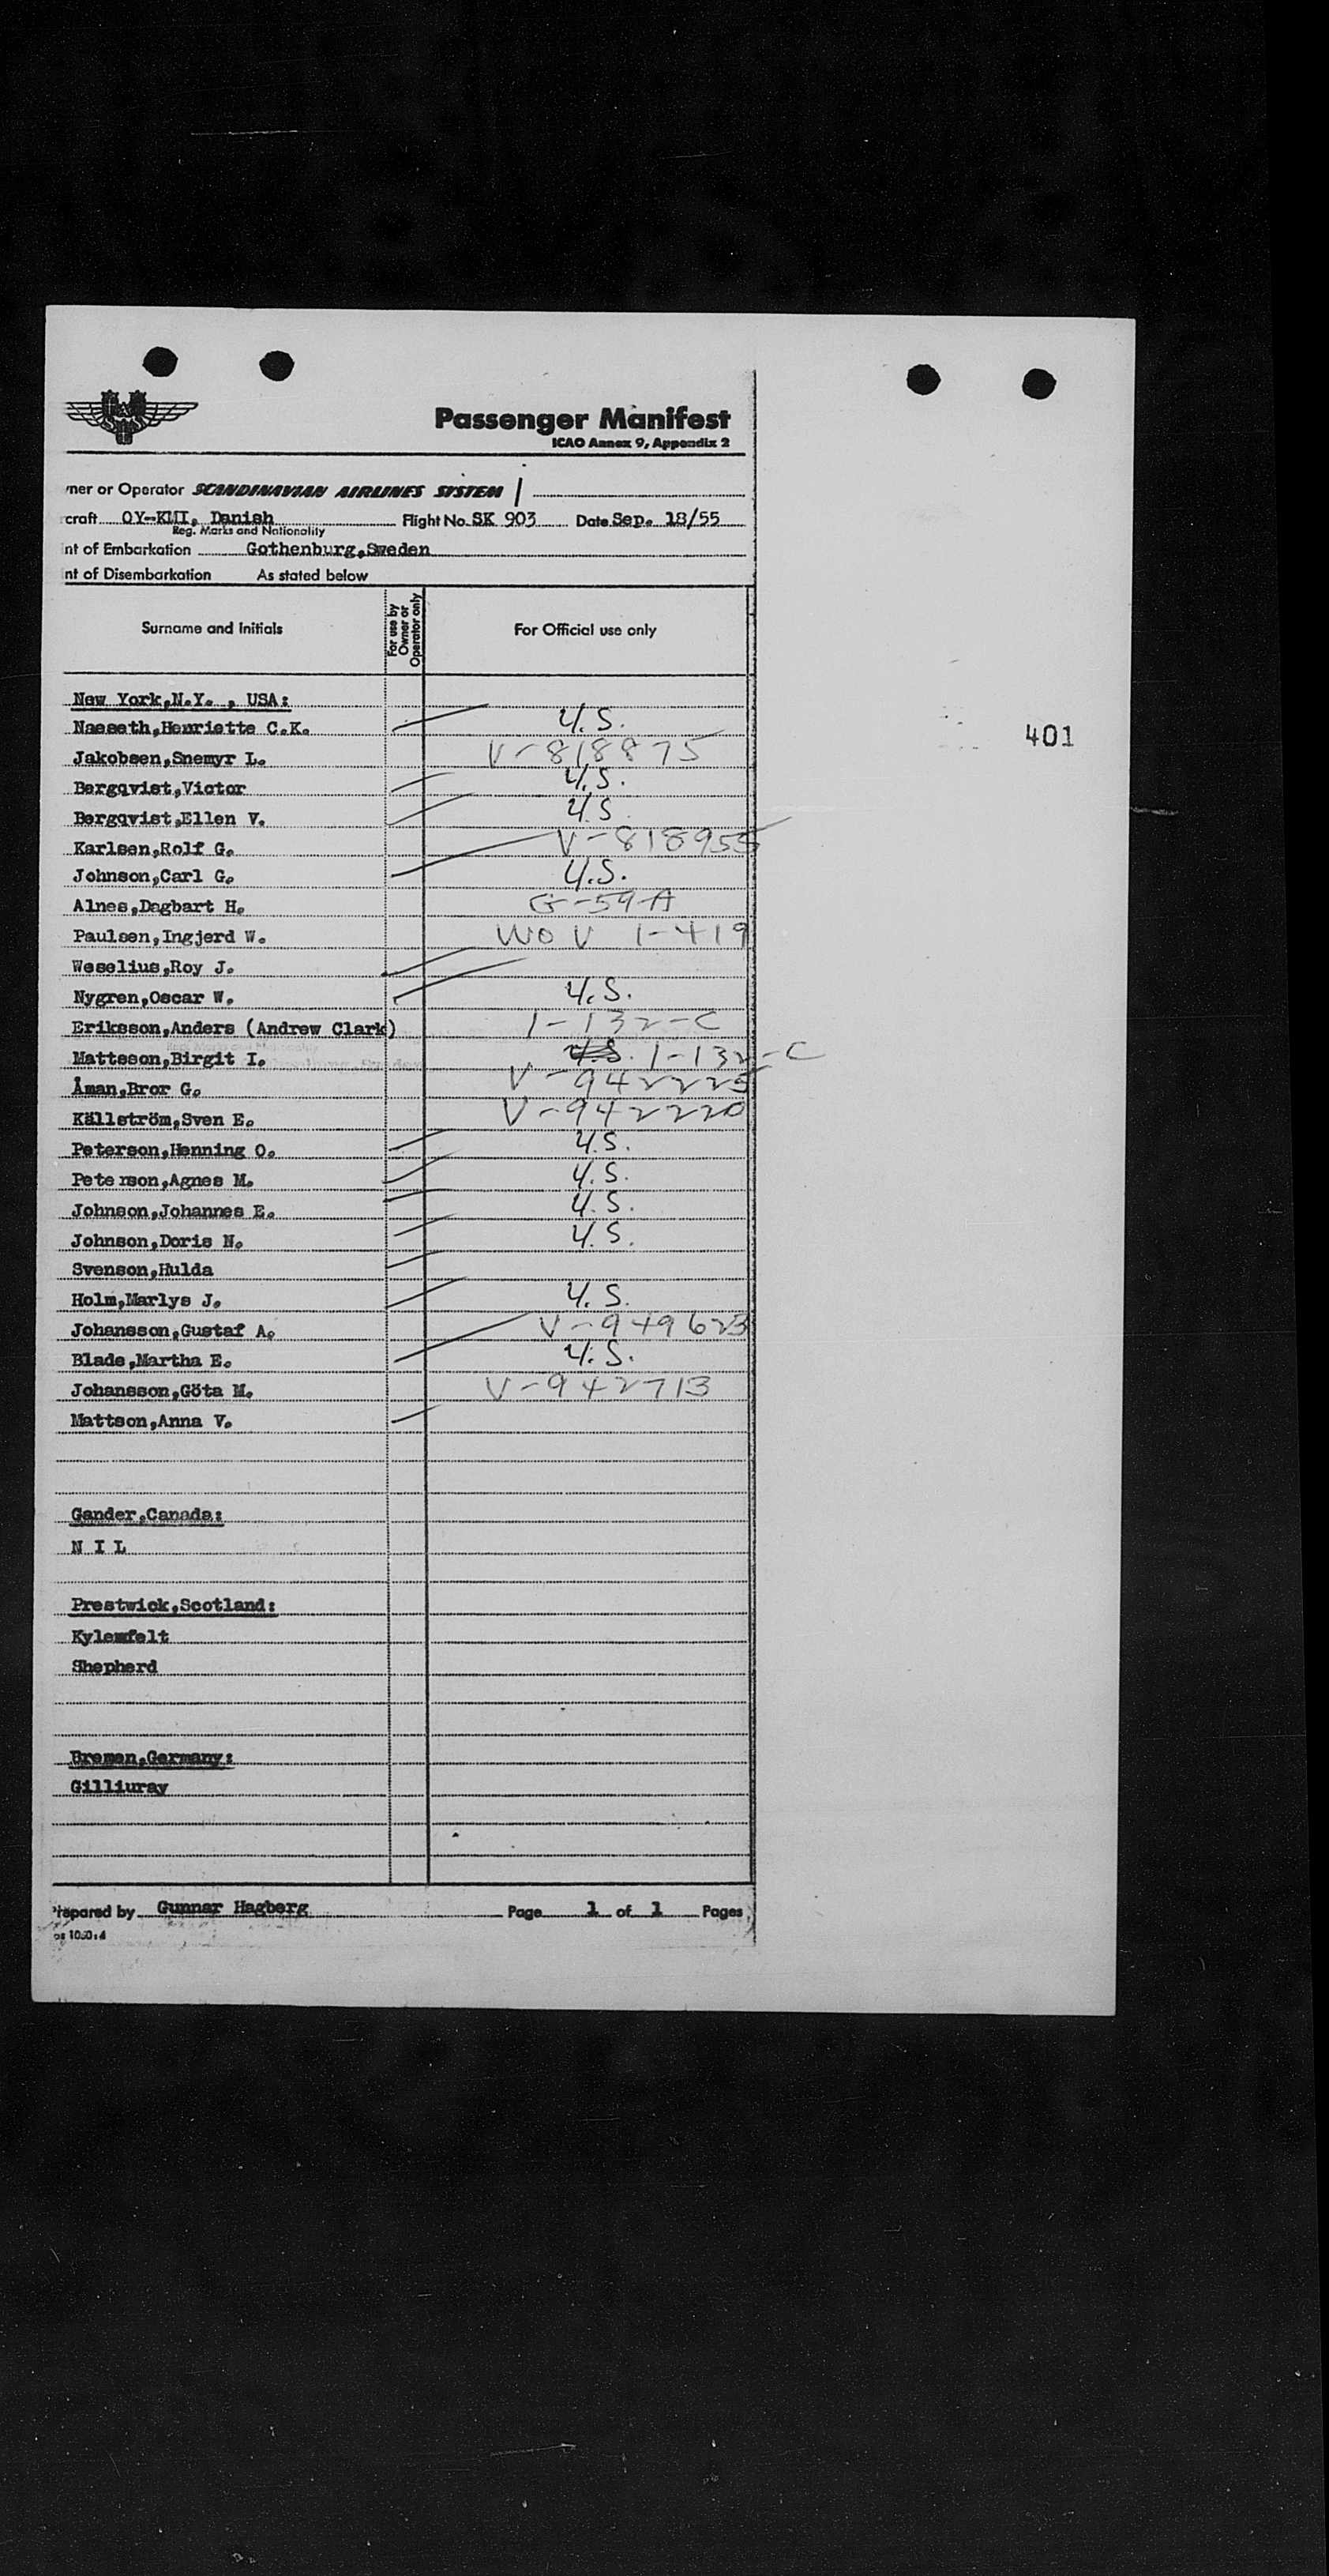 Passenger Manifest
ICAO Annex 9, Appendix 2
ner or Operator SCANDINAVIAN AIRLINES SYSTEM
craft OY-KMI, Danish Flight No. SK 903 Date Sep. 18/55
Reg. Marks and Nationality
nt of Embarkation Gothenburg,Sweden
nt of Disembarkation As stated below
Surname and Initials For use by Owner or Operator only For Official use only
New York,N.Y. , USA:
Naeseth,Henriette C.K. U.S.
401
Jakobsen,Snemyr L. V-818875
Bergqvist,Victor U.S.
Bergqvist,Ellen V. U.S.
Karlsen,Rolf G. V-818955
Johnson,Carl G. U.S.
Alnes,Dagbart H. G-59-A
Paulsen,Ingjerd W. WOV 1-419
Weselius,Roy J.
Nygren,Oscar W. U.S.
Eriksson,Anders (Andrew Clark) 1-132-C
Mattsson,Birgit I. U.S. 1-132-C
Åman,Bror G. V-942225
Källström,Sven E. V-942220
Peterson,Henning O. U.S.
Peterson,Agnes M. U.S.
Johnson,Johannes E. U.S.
Johnson,Doris N. U.S.
Svenson,Hulda
Holm,Marlys J. U.S.
Johansson,Gustaf A. V-949623
Blade,Martha E. U.S.
Johansson,Göta M. V-942713
Mattson,Anna V.
Gander,Canada:
N I L
Prestwick,Scotland:
Kylemfelt
Shepherd
Bremen,Germany:
Gilliuray
repared by Gunnar Hagberg Page 1 of 1 Pages